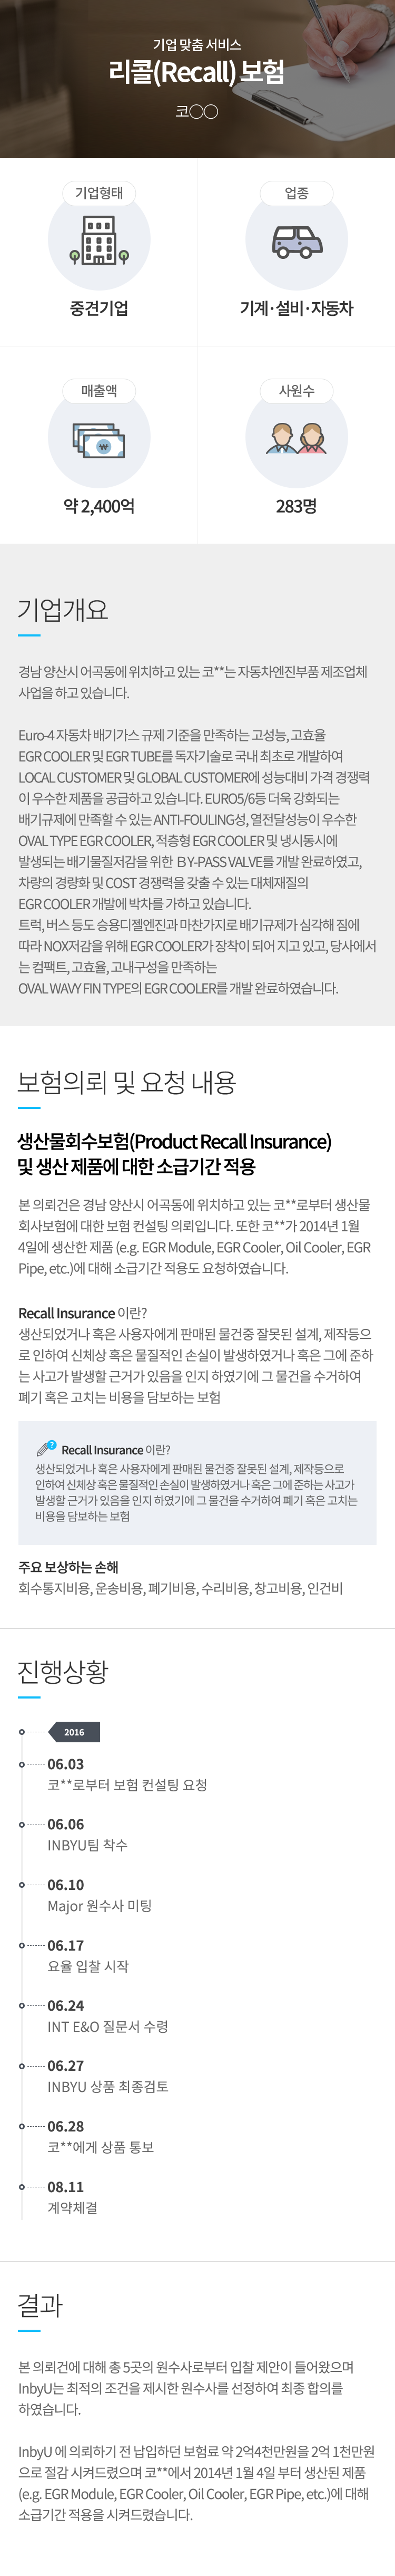 기업 맞춤 서비스
리콜(Recall) 보험
코○○
기업형태
업종
중견기업
기계·설비·자동차
매출액
사원수
약 2,400억
283명
기업개요
경남 양산시 어곡동에 위치하고 있는 코**는 자동차엔진부품 제조업체
사업을 하고 있습니다.
Euro-4 자동차 배기가스 규제 기준을 만족하는 고성능, 고효율
EGR COOLER 및 EGR TUBE를 독자기술로 국내 최초로 개발하여
LOCAL CUSTOMER 및 GLOBAL CUSTOMER에 성능대비 가격 경쟁력
이 우수한 제품을 공급하고 있습니다. EURO5/6등 더욱 강화되는
배기규제에 만족할 수 있는 ANTI-FOULING성, 열전달성능이 우수한
OVAL TYPE EGR COOLER, 적층형 EGR COOLER 및 냉시동시에
발생되는 배기물질저감을 위한 B Y-PASS VALVE를 개발 완료하였고,
차량의 경량화 및 COST 경쟁력을 갖출 수 있는 대체재질의
EGR COOLER 개발에 박차를 가하고 있습니다.
트럭, 버스 등도 승용디젤엔진과 마찬가지로 배기규제가 심각해 짐에
따라 NOX저감을 위해 EGR COOLER가 장착이 되어 지고 있고, 당사에서
는 컴팩트, 고효율, 고내구성을 만족하는
OVAL WAVY FIN TYPE의 EGR COOLER를 개발 완료하였습니다.
보험의뢰 및 요청 내용
생산물회수보험(Product Recall Insurance)
및 생산 제품에 대한 소급기간 적용
본 의뢰건은 경남 양산시 어곡동에 위치하고 있는 코**로부터 생산물
회사보험에 대한 보험 컨설팅 의뢰입니다. 또한 코**가 2014년 1월
4일에 생산한 제품 (e.g. EGR Module, EGR Cooler, Oil Cooler, EGR
Pipe, etc.)에 대해 소급기간 적용도 요청하였습니다.
Recall Insurance 이란?
생산되었거나 혹은 사용자에게 판매된 물건중 잘못된 설계, 제작등으
로 인하여 신체상 혹은 물질적인 손실이 발생하였거나 혹은 그에 준하
는 사고가 발생할 근거가 있음을 인지 하였기에 그 물건을 수거하여
폐기 혹은 고치는 비용을 담보하는 보험
Recall Insurance 이란?
생산되었거나 혹은 사용자에게 판매된 물건중 잘못된 설계, 제작등으로
인하여 신체상 혹은 물질적인 손실이 발생하였거나 혹은 그에 준하는 사고가
발생할 근거가 있음을 인지 하였기에 그 물건을 수거하여 폐기 혹은 고치는
비용을 담보하는 보험
주요 보상하는 손해
회수통지비용, 운송비용, 폐기비용, 수리비용, 창고비용, 인건비
진행상황
2016
06.03
코**로부터 보험 컨설팅 요청
06.06
INBYU팀 착수
06.10
Major 원수사 미팅
06.17
요율 입찰 시작
06.24
INT E&O 질문서 수령
06.27
INBYU 상품 최종검토
06.28
코**에게 상품 통보
08.11
계약체결
결과
본 의뢰건에 대해 총 5곳의 원수사로부터 입찰 제안이 들어왔으며
InbyU는 최적의 조건을 제시한 원수사를 선정하여 최종 합의를
하였습니다.
InbyU 에 의뢰하기 전 납입하던 보험료 약 2억4천만원을 2억 1천만원
으로 절감 시켜드렸으며 코**에서 2014년 1월 4일 부터 생산된 제품
(e.g. EGR Module, EGR Cooler, Oil Cooler, EGR Pipe, etc.)에 대해
소급기간 적용을 시켜드렸습니다.